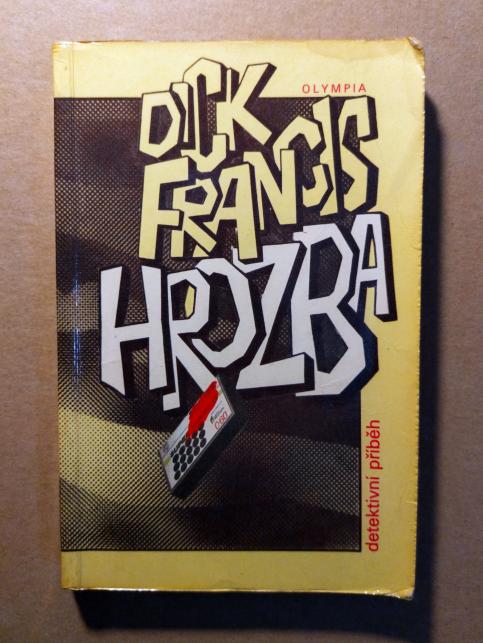 OLYMPIA
DICK
FRANCIS
HROZBA
detektivní příběh